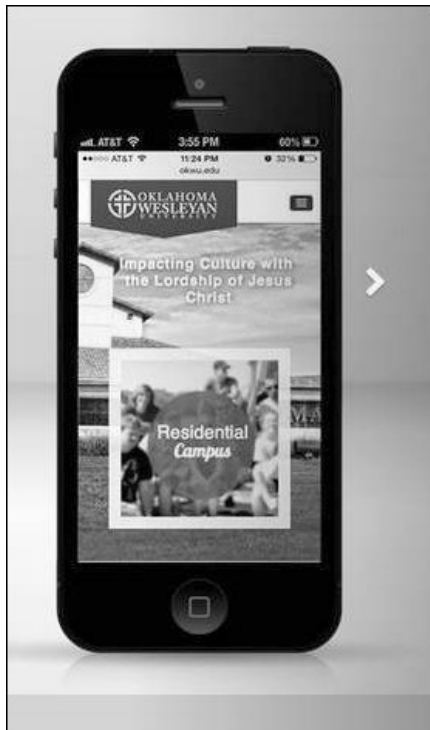 AT&T 3:55 PM 60%
AT&T 11:24 PM 32%
okwu.edu
OKLAHOMA
WESLEYAN
UNIVERSITY
Impacting Culture with
the Lordship of Jesus
Christ
Residential
Campus